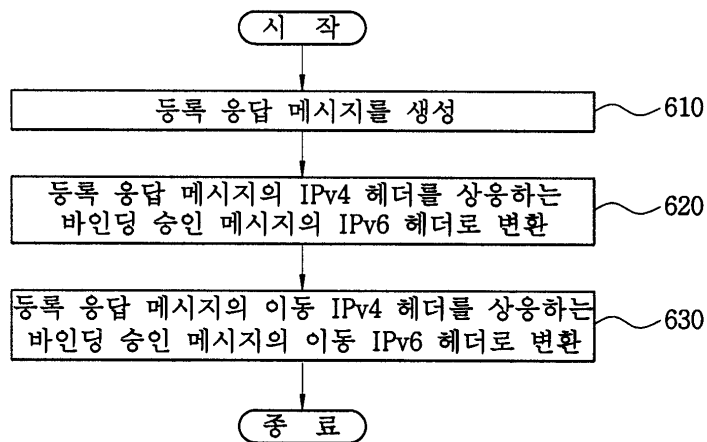 시 작
등록 응답 메시지를 생성
610
등록 응답 메시지의 IPv4 헤더를 상응하는
바인딩 승인 메시지의 IPv6 헤더로 변환
620
등록 응답 메시지의 이동 IPv4 헤더를 상응하는
바인딩 승인 메시지의 이동 IPv6 헤더로 변환
630
종 료